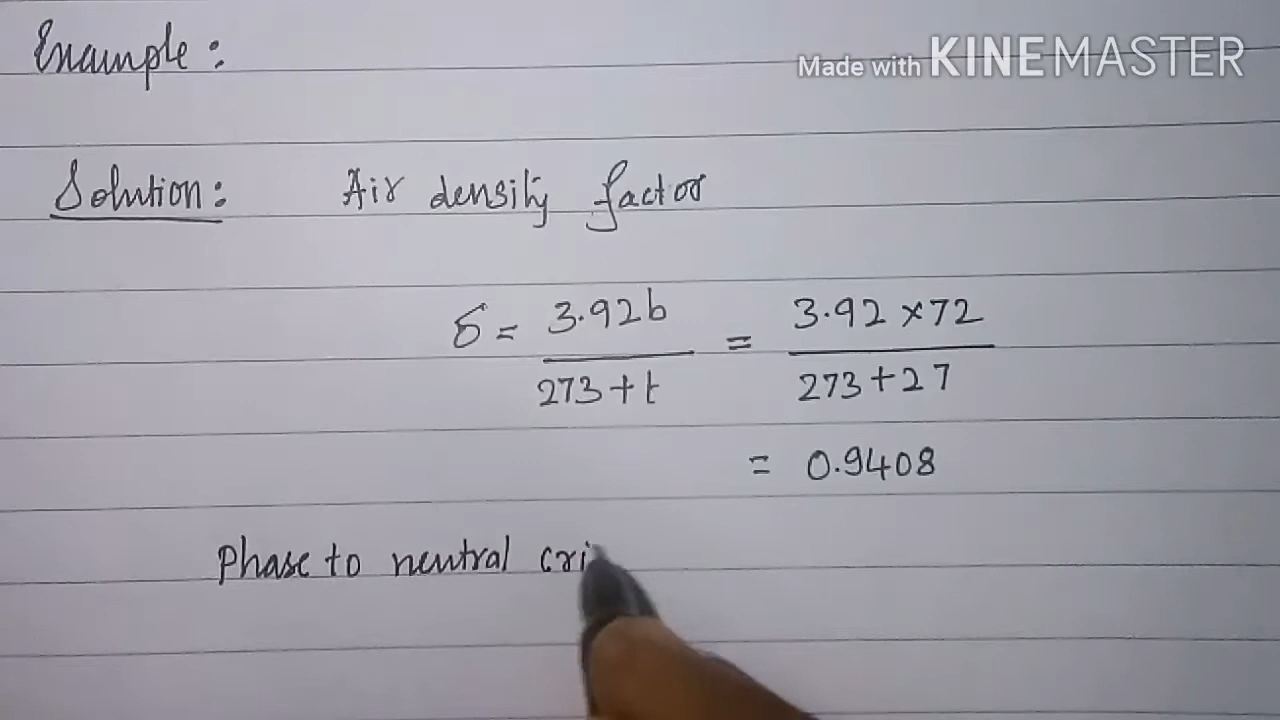 Example:
Made with KINEMASTER
Solution: Air density factor
δ = 3.92b / 273+t = 3.92 × 72 / 273+27
= 0.9408
Phase to neutral cri